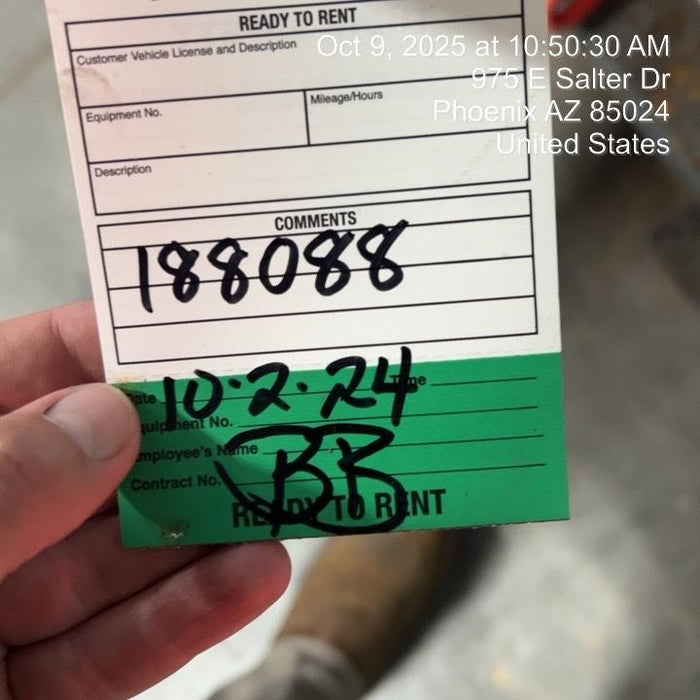 READY TO RENT
Customer Vehicle License and Description
Oct 9, 2025 at 10:50:30 AM
975 E Salter Dr
Phoenix AZ 85024
United States
Equipment No.
Mileage/Hours
Description
COMMENTS
188088
Date 10.2.24
Equipment No.
Employee's Name BB
Contract No.
READY TO RENT